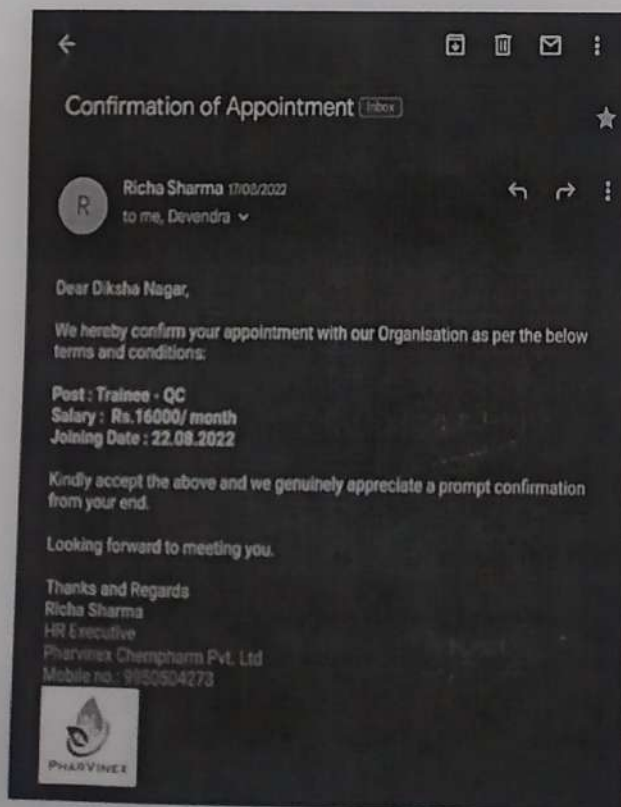 Confirmation of Appointment Inbox
Richa Sharma 17/08/2022
to me, Devendra
R
Dear Diksha Nagar,
We hereby confirm your appointment with our Organisation as per the below
terms and conditions:
Post : Trainee - QC
Salary : Rs.16000/ month
Joining Date : 22.08.2022
Kindly accept the above and we genuinely appreciate a prompt confirmation
from your end.
Looking forward to meeting you.
Thanks and Regards
Richa Sharma
HR Executive
Pharvinex Chempharm Pvt. Ltd
Mobile no.: 9950504273
PHARVINEX